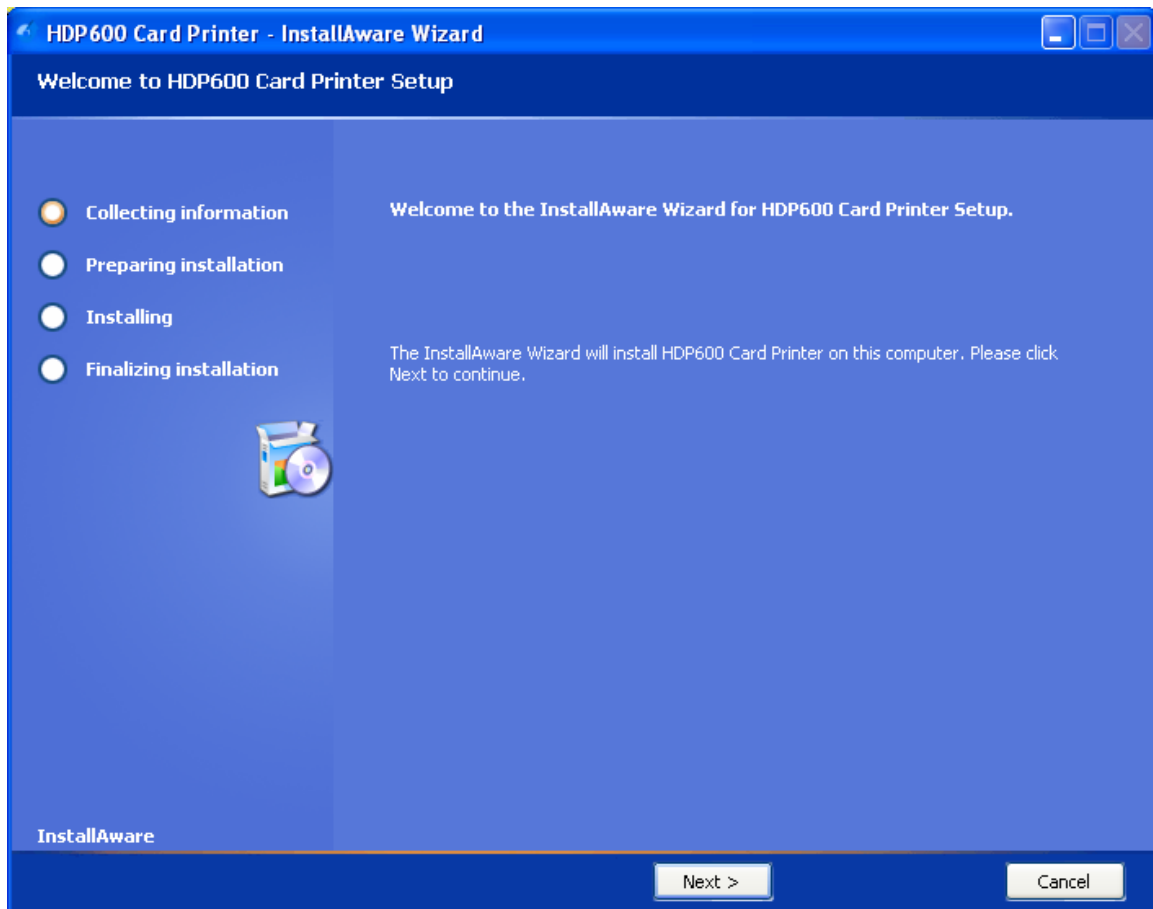 HDP600 Card Printer - InstallAware Wizard
Welcome to HDP600 Card Printer Setup
Collecting information
Preparing installation
Installing
Finalizing installation
Welcome to the InstallAware Wizard for HDP600 Card Printer Setup.
The InstallAware Wizard will install HDP600 Card Printer on this computer. Please click
Next to continue.
InstallAware
Next >
Cancel